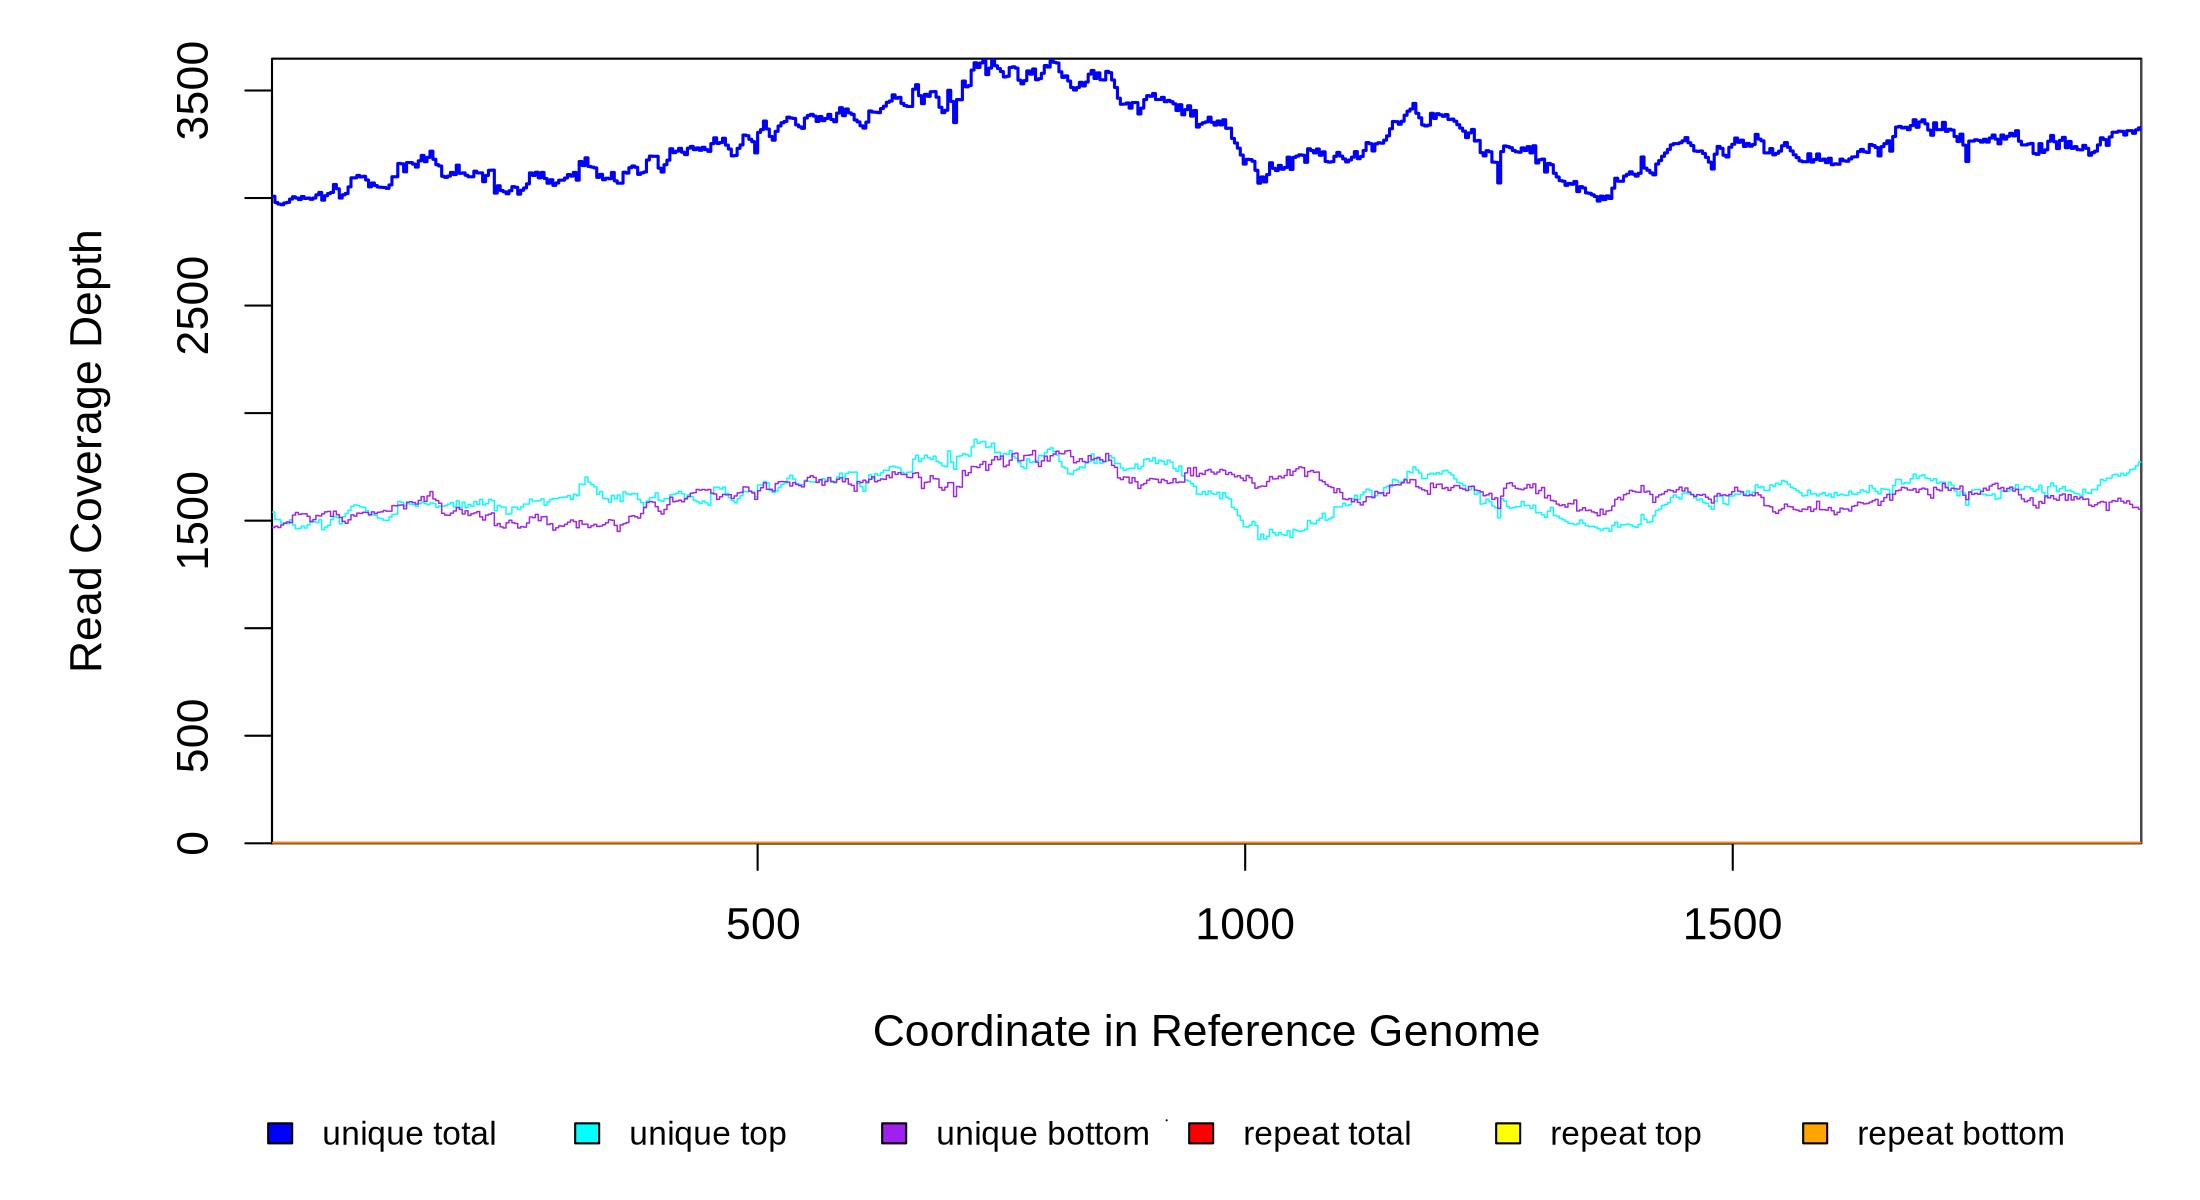 Read Coverage Depth
3500
2500
1500
500
0
500 1000 1500
Coordinate in Reference Genome
unique total unique top unique bottom repeat total repeat top repeat bottom